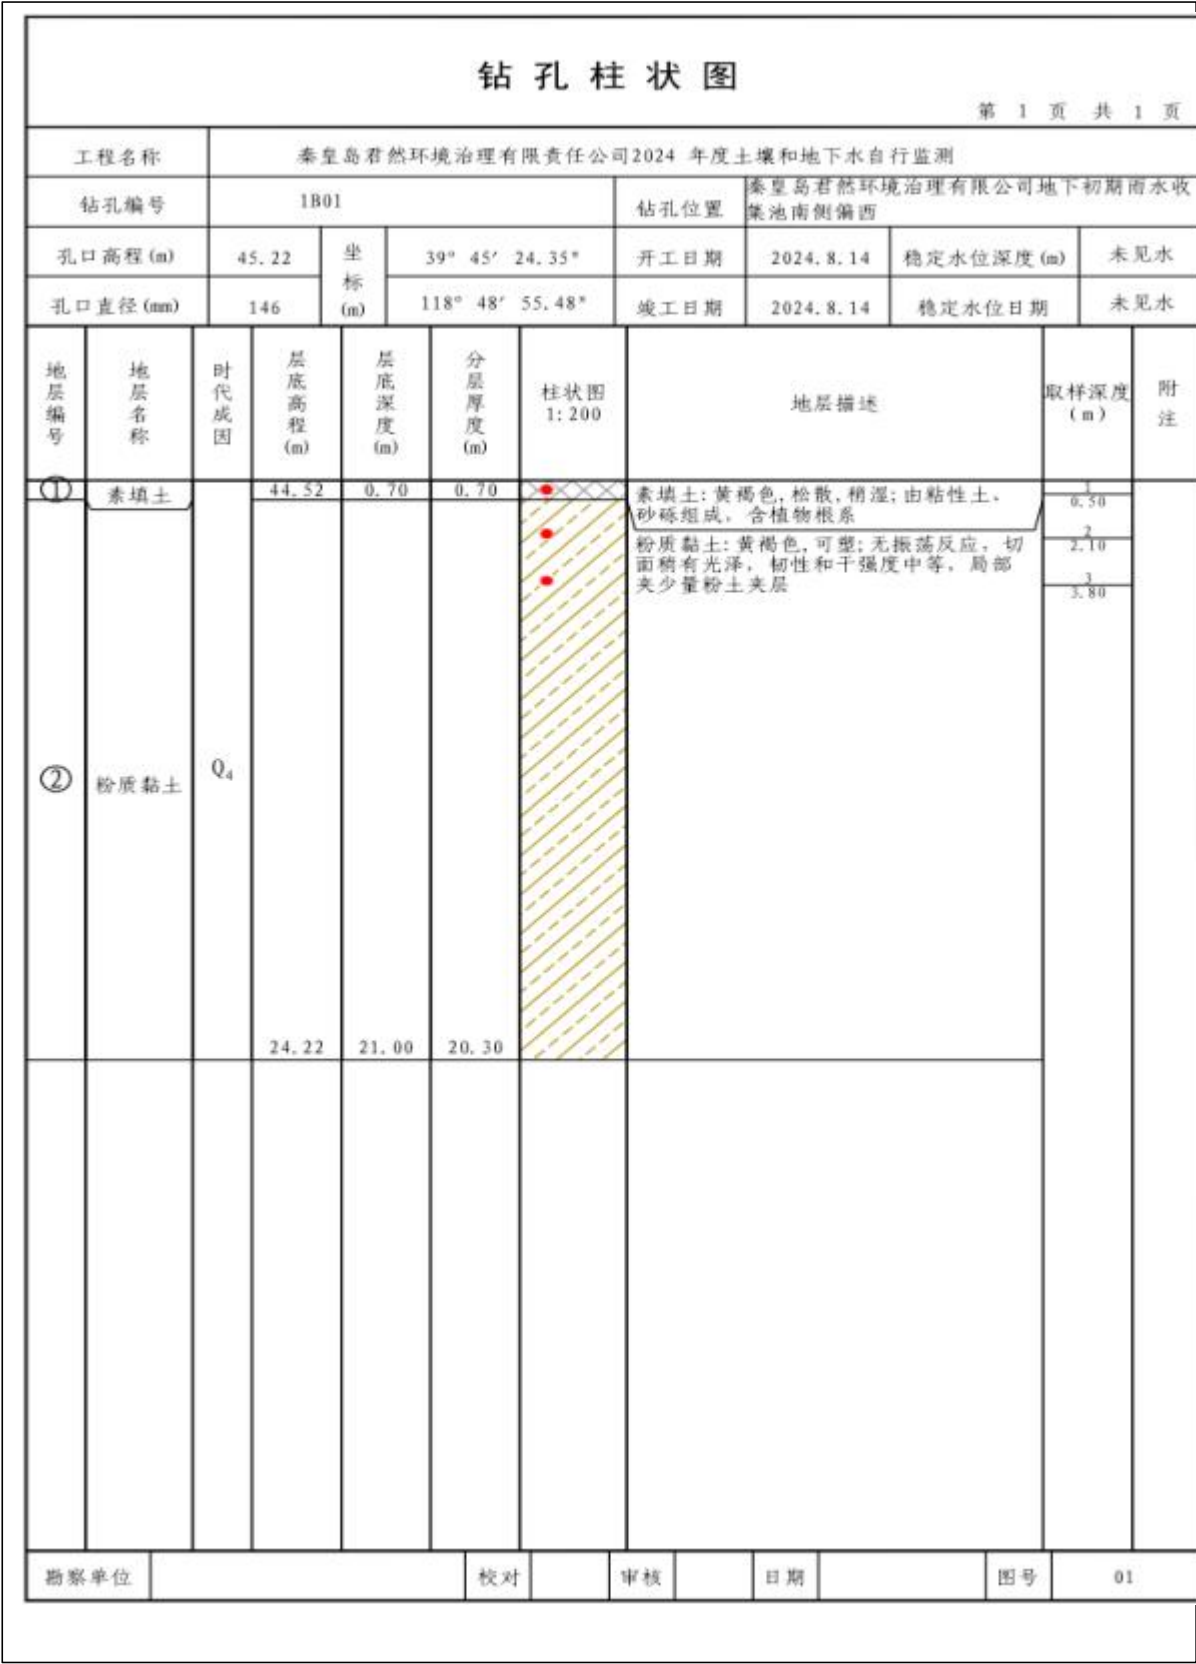 钻孔柱状图
第 1 页 共 1 页
工程名称 秦皇岛君然环境治理有限责任公司2024 年度土壤和地下水自行监测
钻孔编号 1B01 钻孔位置 秦皇岛君然环境治理有限公司地下初期雨水收
集池南侧偏西
孔口高程(m) 45.22 坐标(m) 39° 45′ 24.35″ 开工日期 2024.8.14 稳定水位深度(m) 未见水
孔口直径(mm) 146 118° 48′ 55.48″ 竣工日期 2024.8.14 稳定水位日期 未见水
地层编号 地层名称 时代成因 层底高程(m) 层底深度(m) 分层厚度(m) 柱状图 1:200 地层描述 取样深度(m) 附注
① 素填土 44.52 0.70 0.70
素填土:黄褐色,松散,稍湿;由粘性土、
砂砾组成，含植物根系
1
0.50
粉质黏土:黄褐色,可塑;无振荡反应，切
面稍有光泽，韧性和干强度中等，局部
夹少量粉土夹层
2
2.10
3
3.80
② 粉质黏土 Q₄
24.22 21.00 20.30
勘察单位 校对 审核 日期 图号 01